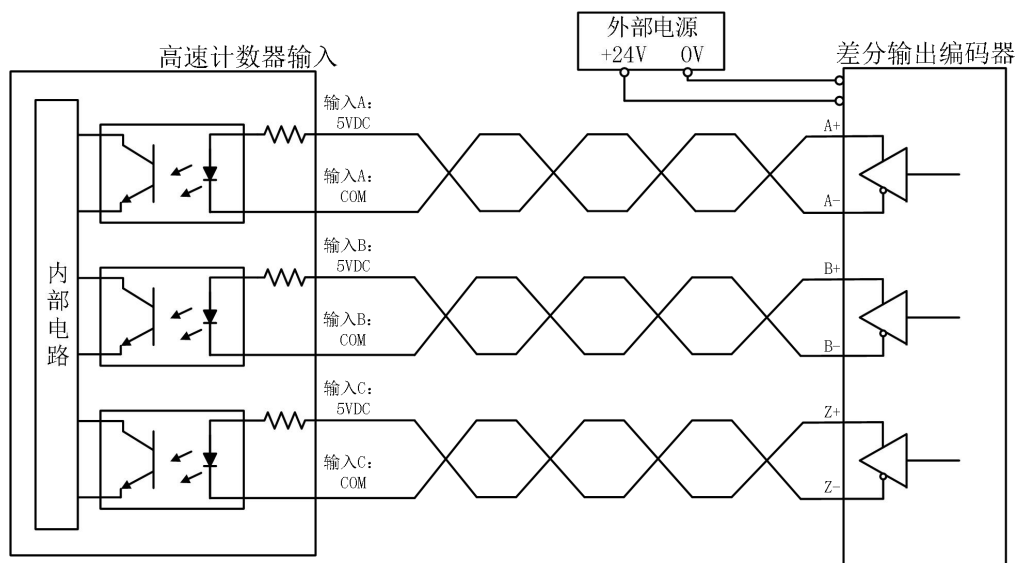 外部电源
+24V 0V
高速计数器输入
差分输出编码器
输入A:
5VDC
A+
输入A:
COM
A-
输入B:
5VDC
B+
内部电路
输入B:
COM
B-
输入C:
5VDC
Z+
输入C:
COM
Z-